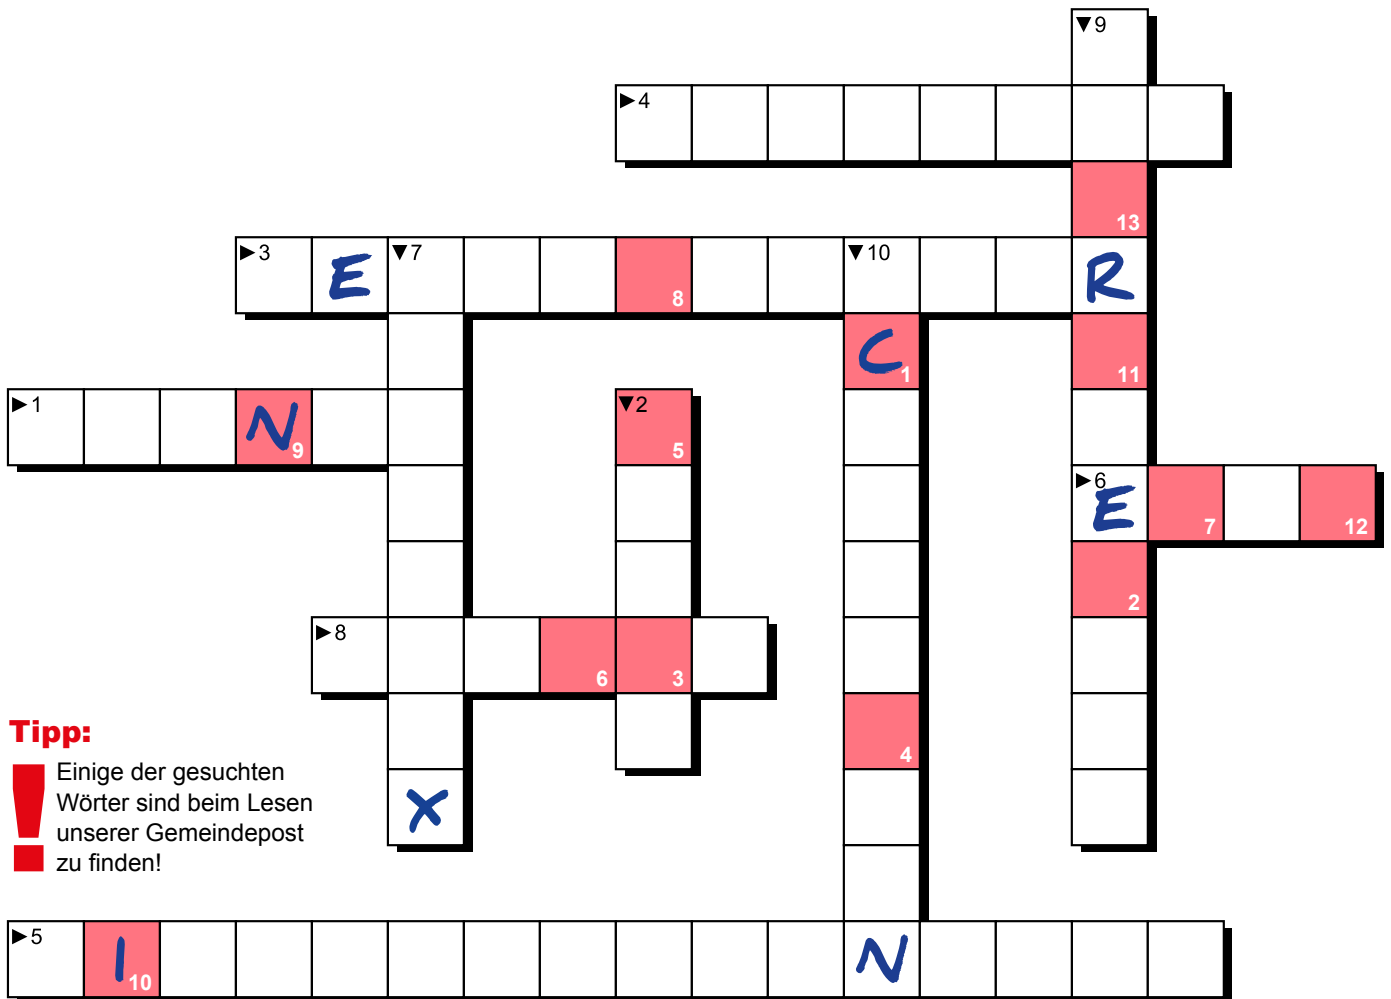 ▼9
▶4
13
▶3 E ▼7 8 ▼10 R
C 1 11
▶1 N 9 ▼2 5
▶6 E 7 12
2
▶8 6 3
4
Tipp:
! Einige der gesuchten
Wörter sind beim Lesen
unserer Gemeindepost
zu finden!
X
▶5 I 10 N